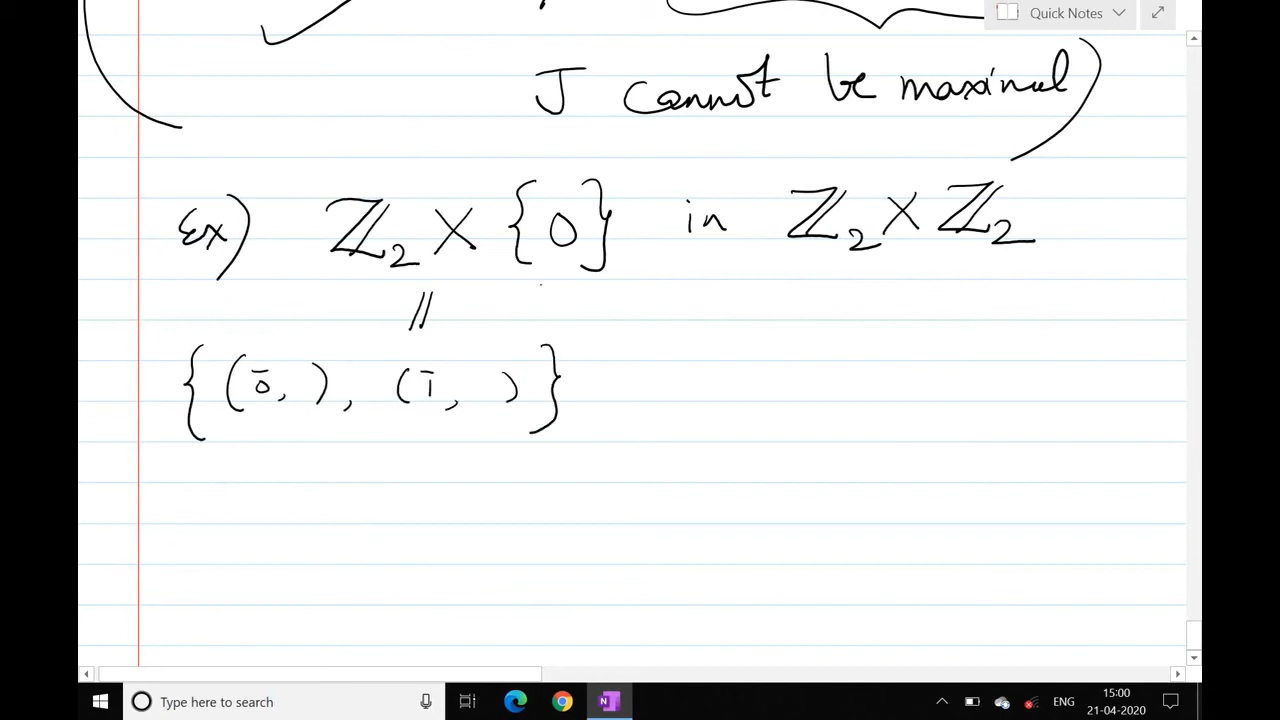 Quick Notes
J cannot be maximal)
Ex) ℤ₂ × {0} in ℤ₂ × ℤ₂
//
{ (0̄, ), (1̄, ) }
Type here to search
ENG
15:00
21-04-2020